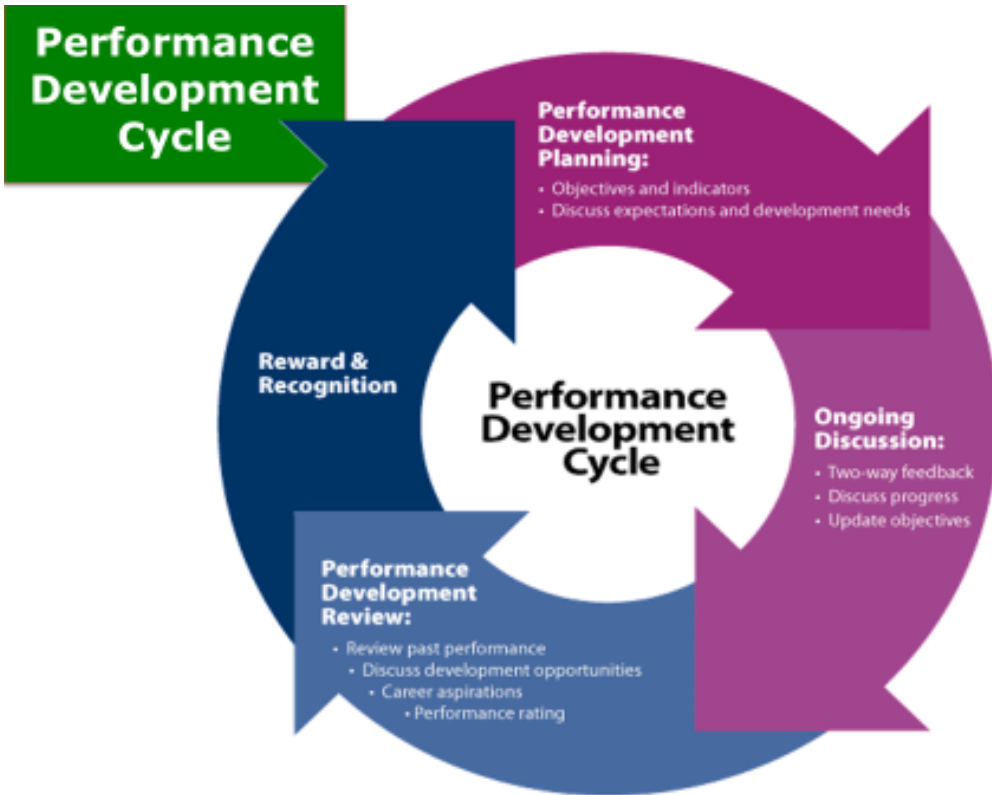 Performance
Development
Cycle
Performance
Development
Planning:
• Objectives and indicators
• Discuss expectations and development needs
Reward &
Recognition
Performance
Development
Cycle
Ongoing
Discussion:
• Two-way feedback
• Discuss progress
• Update objectives
Performance
Development
Review:
• Review past performance
• Discuss development opportunities
• Career aspirations
• Performance rating